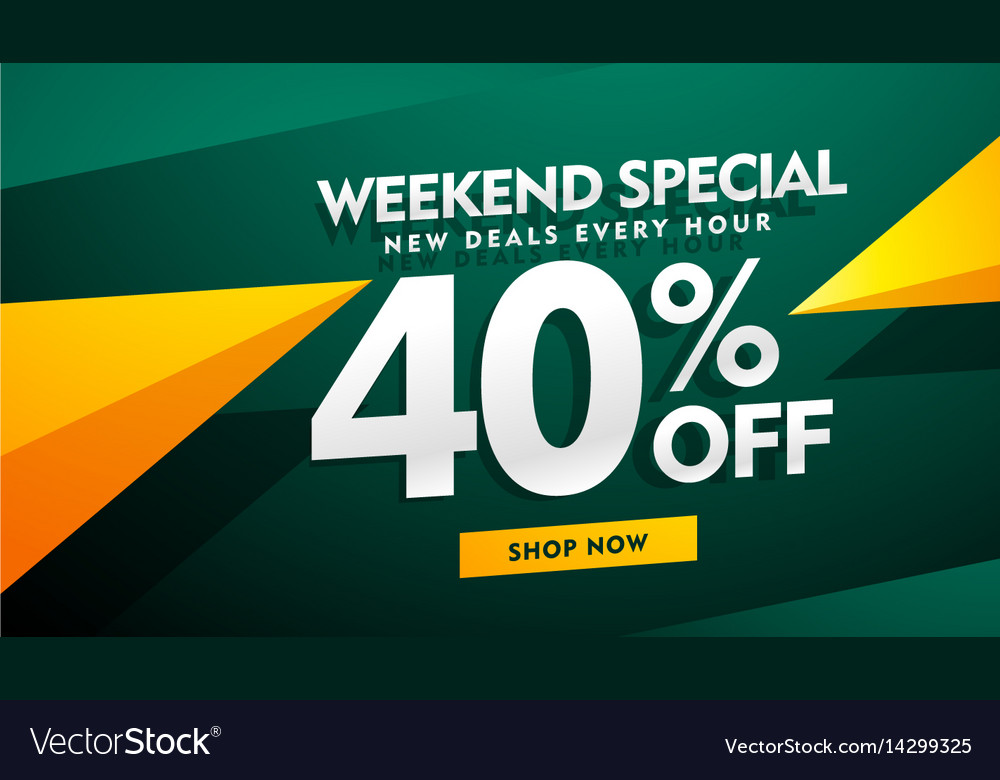 WEEKEND SPECIAL
NEW DEALS EVERY HOUR
40%
OFF
SHOP NOW
VectorStock®
VectorStock.com/14299325